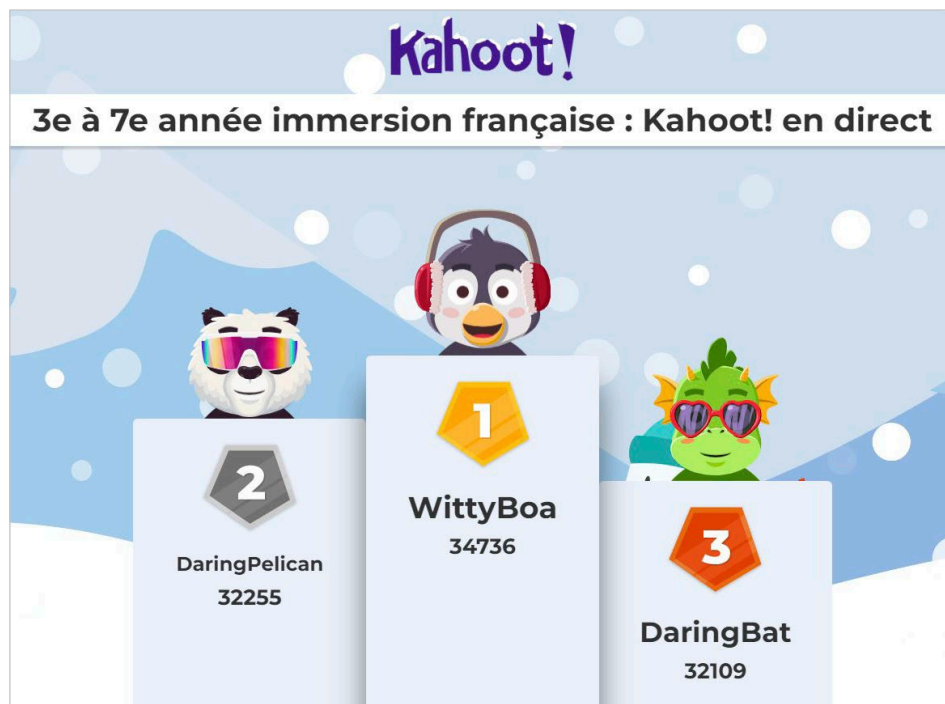 Kahoot!
3e à 7e année immersion française : Kahoot! en direct
1
WittyBoa
34736
2
DaringPelican
32255
3
DaringBat
32109